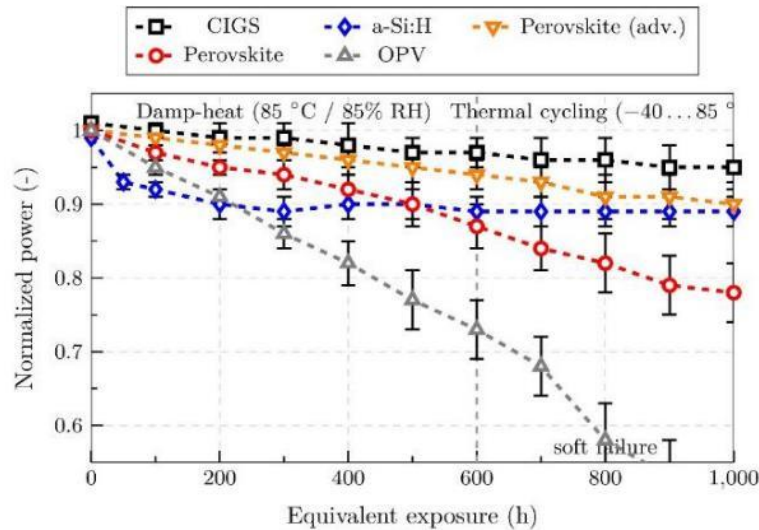 CIGS a-Si:H Perovskite (adv.)
Perovskite OPV
Damp-heat (85 °C / 85% RH) Thermal cycling (−40 … 85 °
1
0.9
0.8
0.7
0.6
Normalized power (-)
soft failure
0 200 400 600 800 1,000
Equivalent exposure (h)